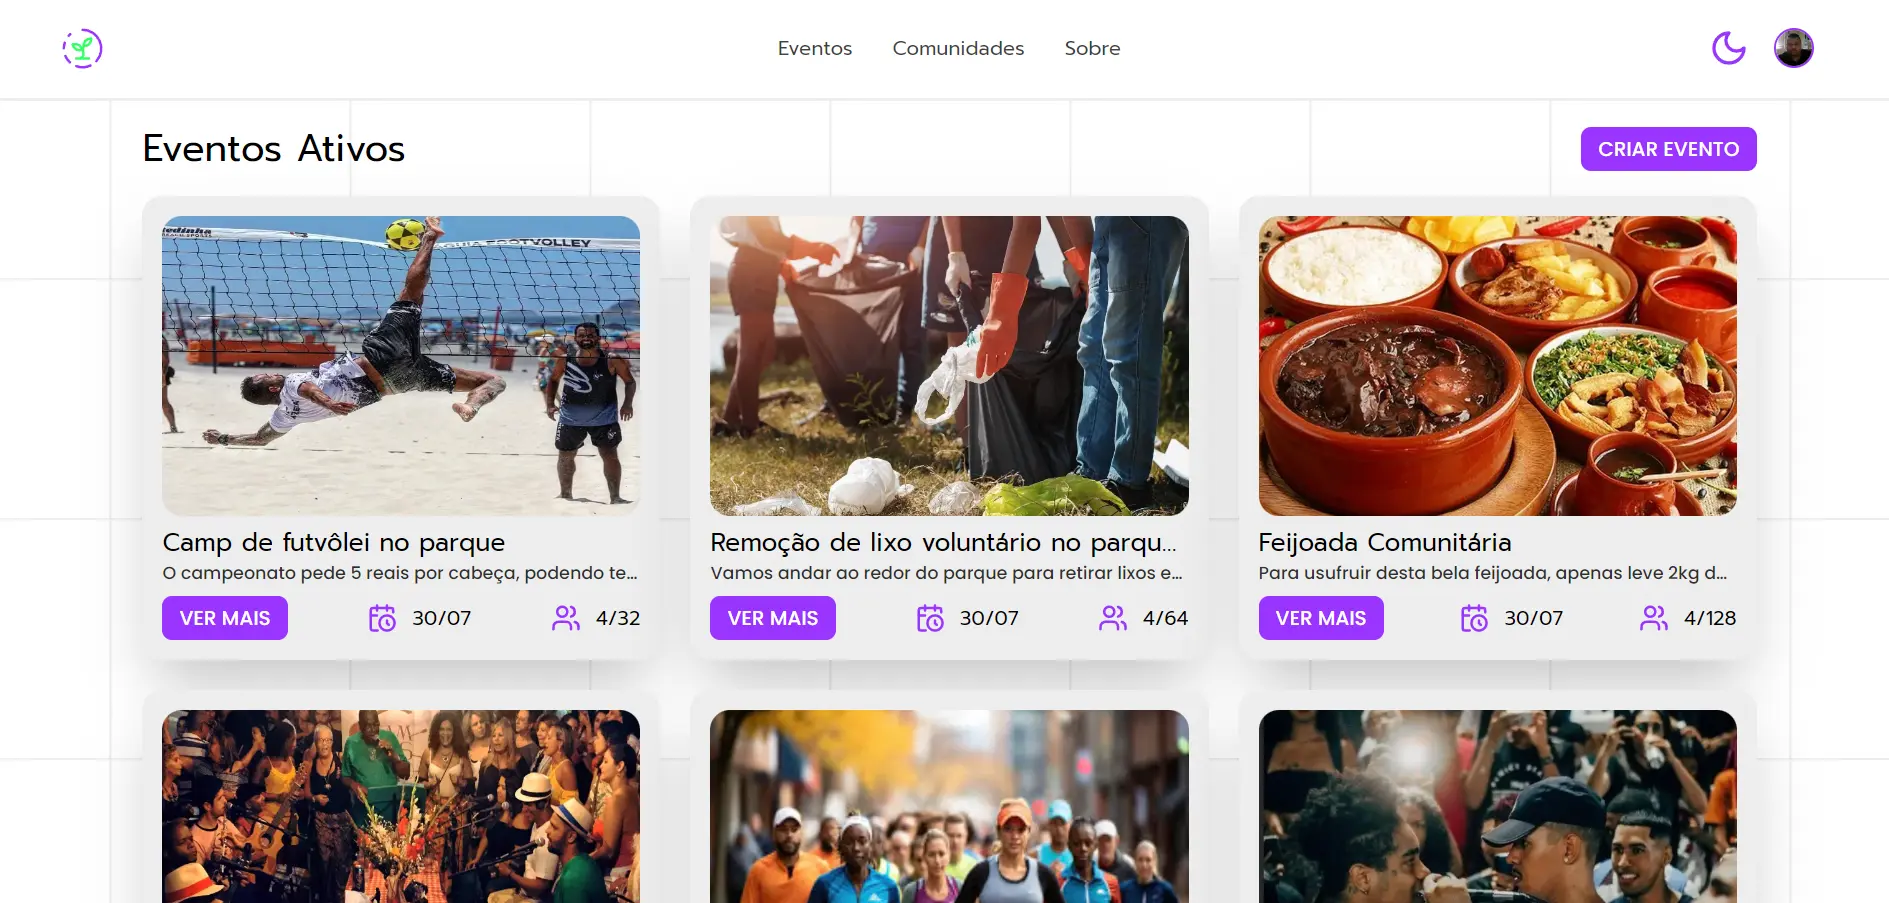 Eventos Comunidades Sobre
Eventos Ativos
CRIAR EVENTO
FOOTVOLLEY
Camp de futvôlei no parque
O campeonato pede 5 reais por cabeça, podendo te...
VER MAIS 30/07 4/32
Remoção de lixo voluntário no parqu...
Vamos andar ao redor do parque para retirar lixos e...
VER MAIS 30/07 4/64
Feijoada Comunitária
Para usufruir desta bela feijoada, apenas leve 2kg d...
VER MAIS 30/07 4/128